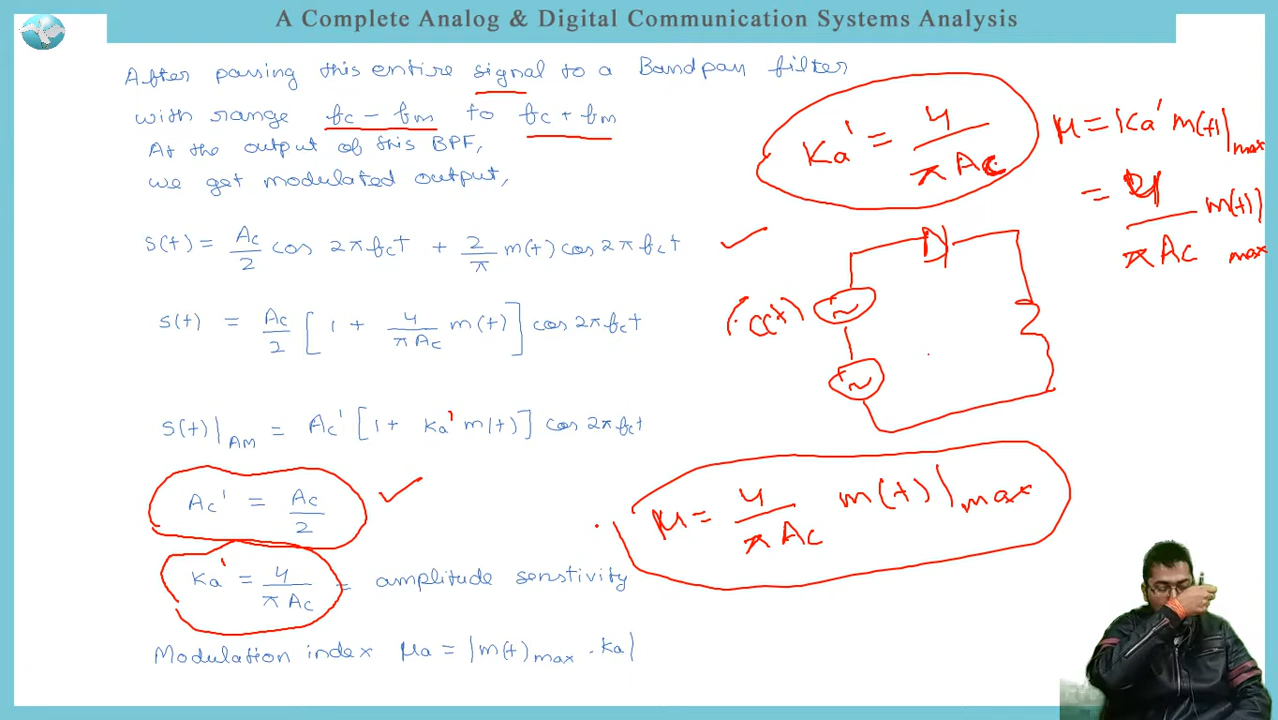 A Complete Analog & Digital Communication Systems Analysis
After passing this entire signal to a Bandpass filter
with range fc - fm to fc + fm
At the output of this BPF,
we get modulated output,
s(t) = Ac/2 cos 2πfct + 2/π m(t) cos 2πfct
s(t) = Ac/2 [1 + 4/πAc m(t)] cos 2πfct
s(t)|AM = Ac' [1 + Ka' m(t)] cos 2πfct
Ac' = Ac/2
Ka' = 4/πAc = amplitude senstivity
Modulation index μa = |m(t)max . Ka|
Ka' = 4/πAc
μ = |Ka' m(t)|max
= 4/πAc m(t) max
c(t)
μ = 4/πAc m(t)|max